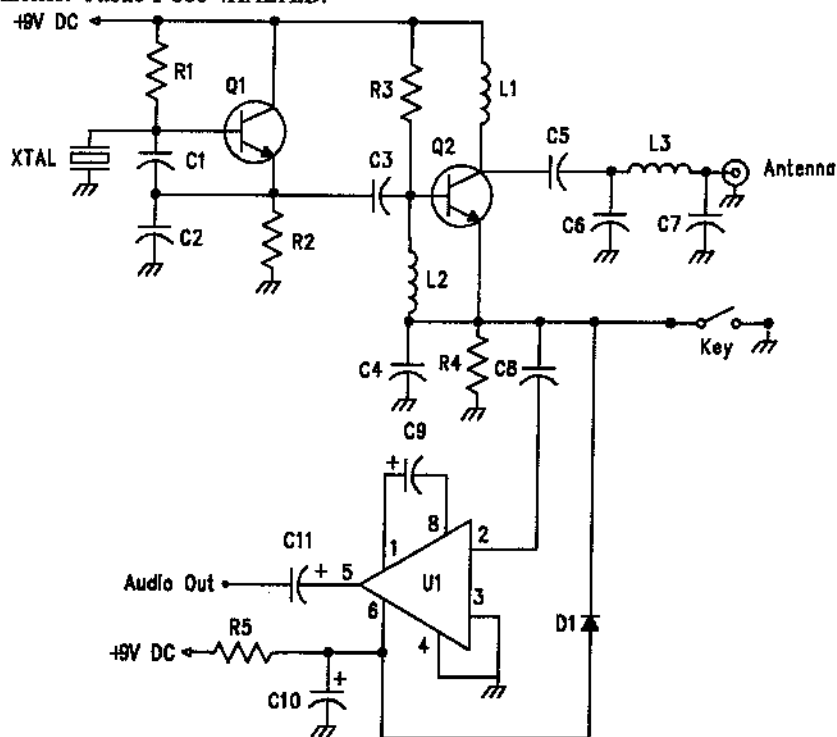 +9V DC
R1
Q1
R3
L1
XTAL
C1
C3
Q2
C5
L3
Antenna
C2
R2
C6
C7
L2
Key
C4
R4
C8
C9
+
8
C11
+
5
1
2
Audio Out
U1
6
3
R5
4
D1
+9V DC
C10
+